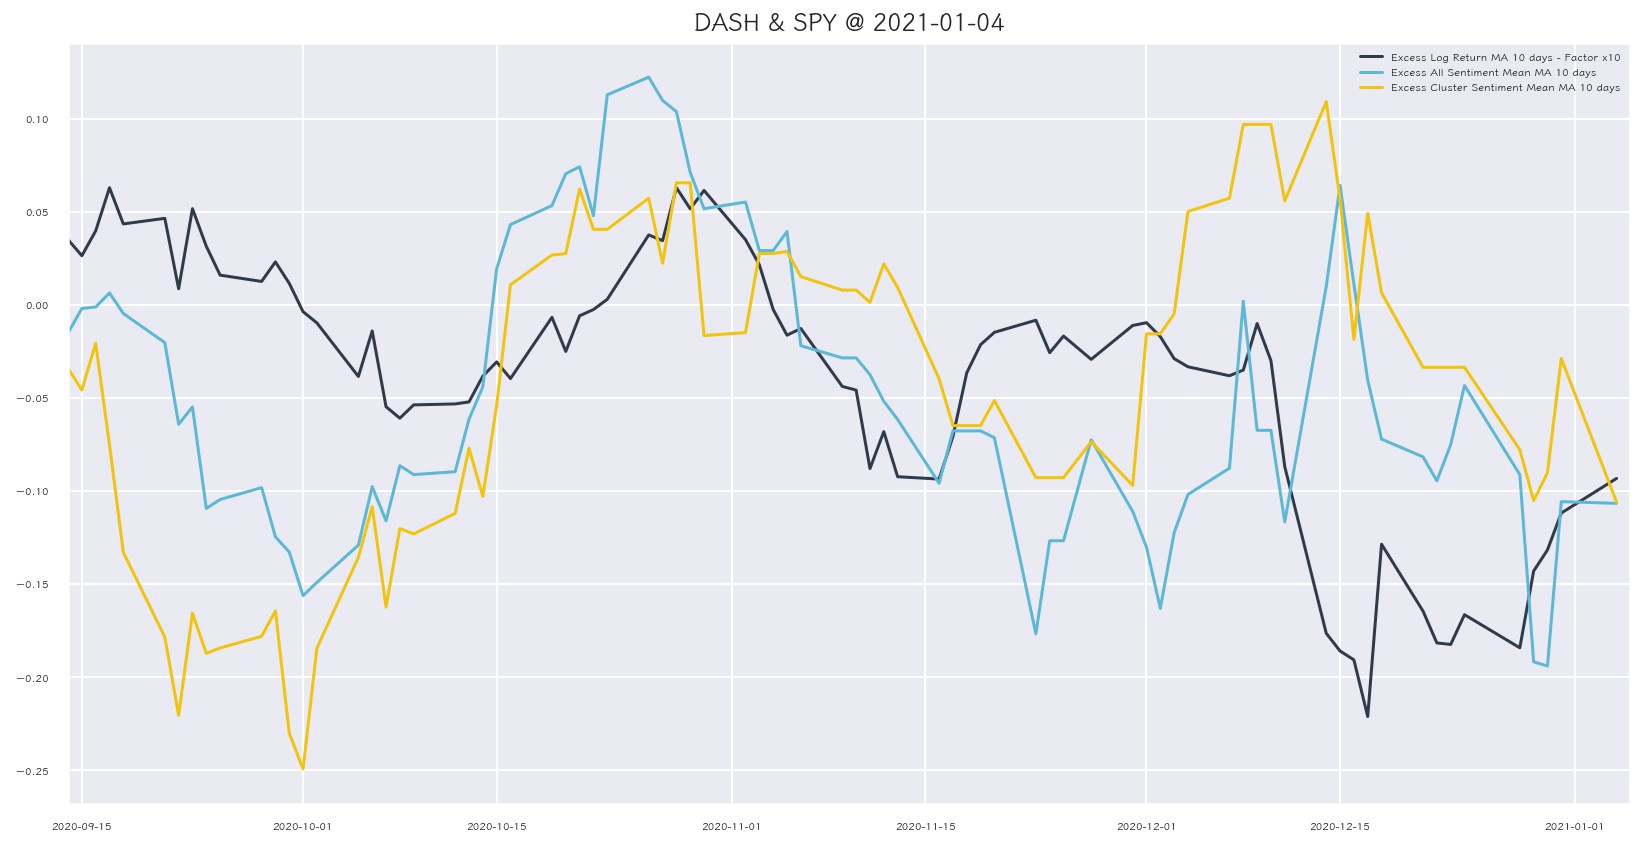 DASH & SPY @ 2021-01-04
Excess Log Return MA 10 days - Factor x10
Excess All Sentiment Mean MA 10 days
Excess Cluster Sentiment Mean MA 10 days
0.10
0.05
0.00
−0.05
−0.10
−0.15
−0.20
−0.25
2020-09-15 2020-10-01 2020-10-15 2020-11-01 2020-11-15 2020-12-01 2020-12-15 2021-01-01